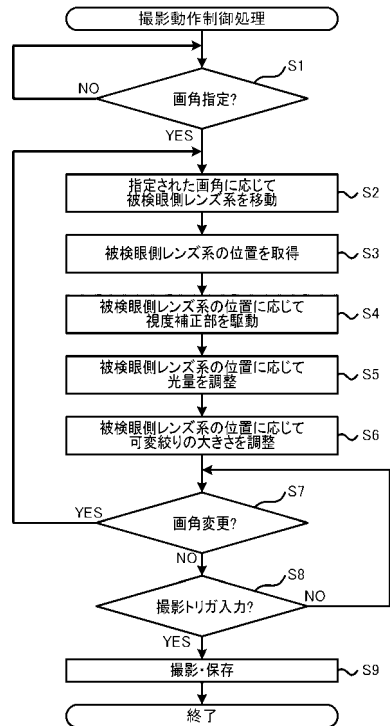 撮影動作制御処理
S1
NO
画角指定?
YES
指定された画角に応じて
被検眼側レンズ系を移動
S2
被検眼側レンズ系の位置を取得
S3
被検眼側レンズ系の位置に応じて
視度補正部を駆動
S4
被検眼側レンズ系の位置に応じて
光量を調整
S5
被検眼側レンズ系の位置に応じて
可変絞りの大きさを調整
S6
S7
YES
画角変更?
NO
S8
撮影トリガ入力?
NO
YES
撮影・保存
S9
終了